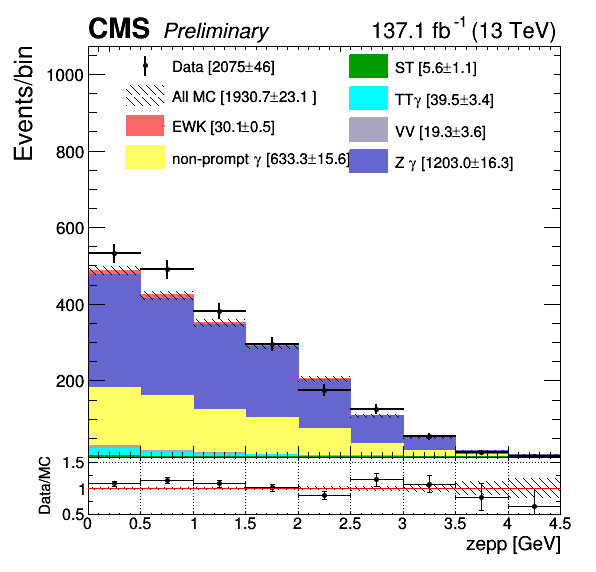 CMS Preliminary 137.1 fb⁻¹ (13 TeV)
Events/bin
1000
800
600
400
200
Data [2075±46]
All MC [1930.7±23.1 ]
EWK [30.1±0.5]
non-prompt γ [633.3±15.6]
ST [5.6±1.1]
TTγ [39.5±3.4]
VV [19.3±3.6]
Z γ [1203.0±16.3]
Data/MC
1.5
1
0.5
0 0.5 1 1.5 2 2.5 3 3.5 4 4.5
zepp [GeV]